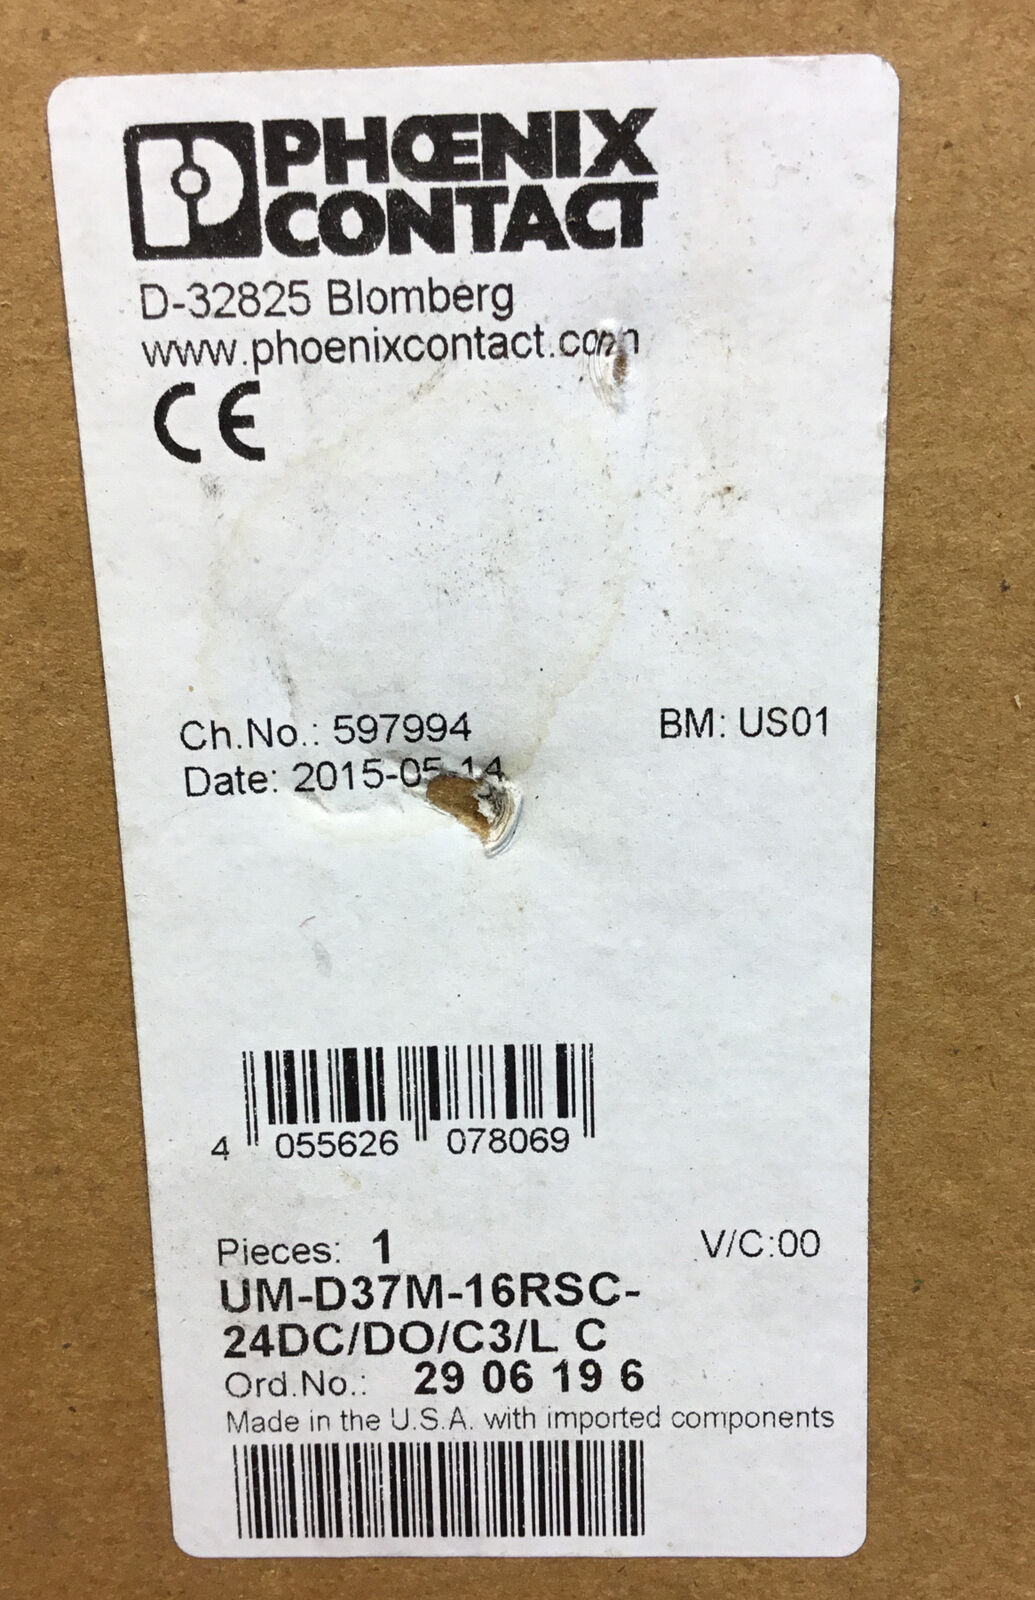 PHŒNIX
CONTACT
D-32825 Blomberg
www.phoenixcontact.com
CE
Ch.No.: 597994 BM: US01
Date: 2015-05-14
4 055626 078069
Pieces: 1 V/C:00
UM-D37M-16RSC-
24DC/DO/C3/L C
Ord.No.: 29 06 19 6
Made in the U.S.A. with imported components